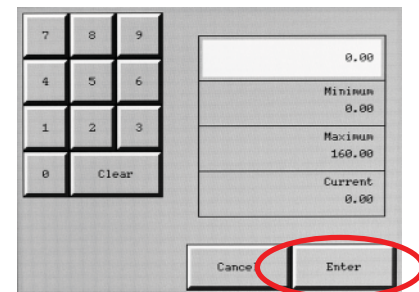 7 8 9
4 5 6
1 2 3
0 Clear
0.00
Minimum
0.00
Maximum
160.00
Current
0.00
Cancel Enter